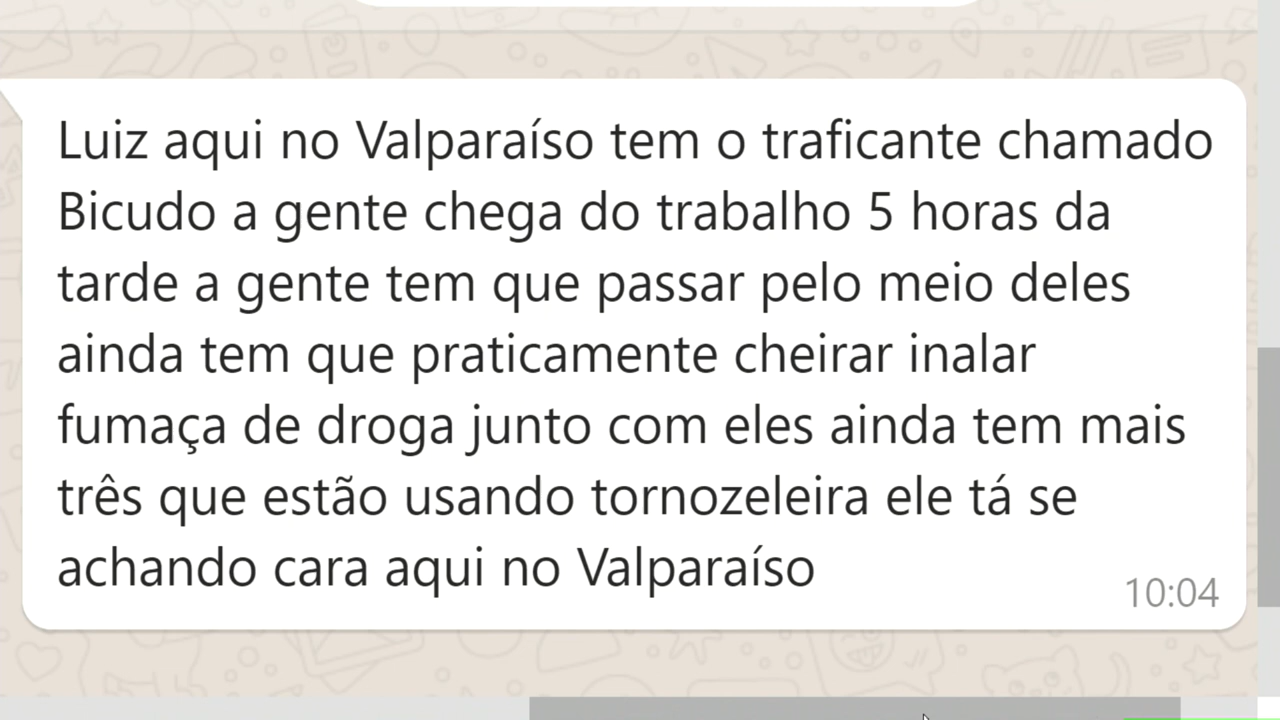 Luiz aqui no Valparaíso tem o traficante chamado
Bicudo a gente chega do trabalho 5 horas da
tarde a gente tem que passar pelo meio deles
ainda tem que praticamente cheirar inalar
fumaça de droga junto com eles ainda tem mais
três que estão usando tornozeleira ele tá se
achando cara aqui no Valparaíso
10:04